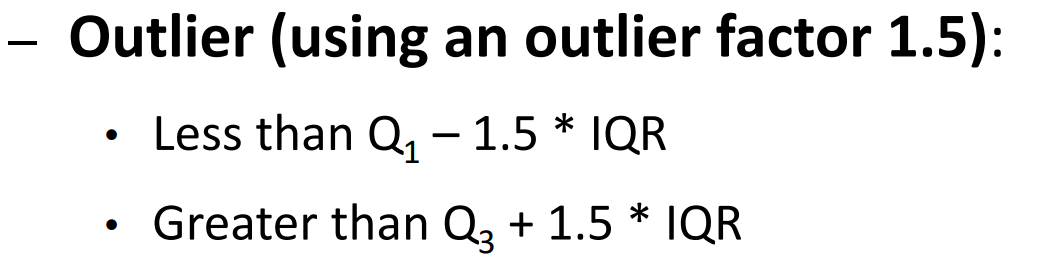 – Outlier (using an outlier factor 1.5):
• Less than Q₁ – 1.5 * IQR
• Greater than Q₃ + 1.5 * IQR